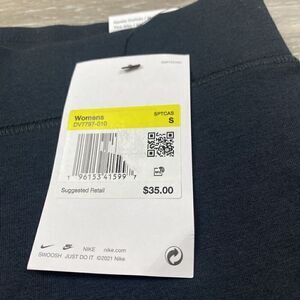 Womens
DV7797-010
SPTCAS
S
1 96153 41599 7
Suggested Retail
$35.00
NIKE nike.com
SWOOSH JUST DO IT ©2021 Nike